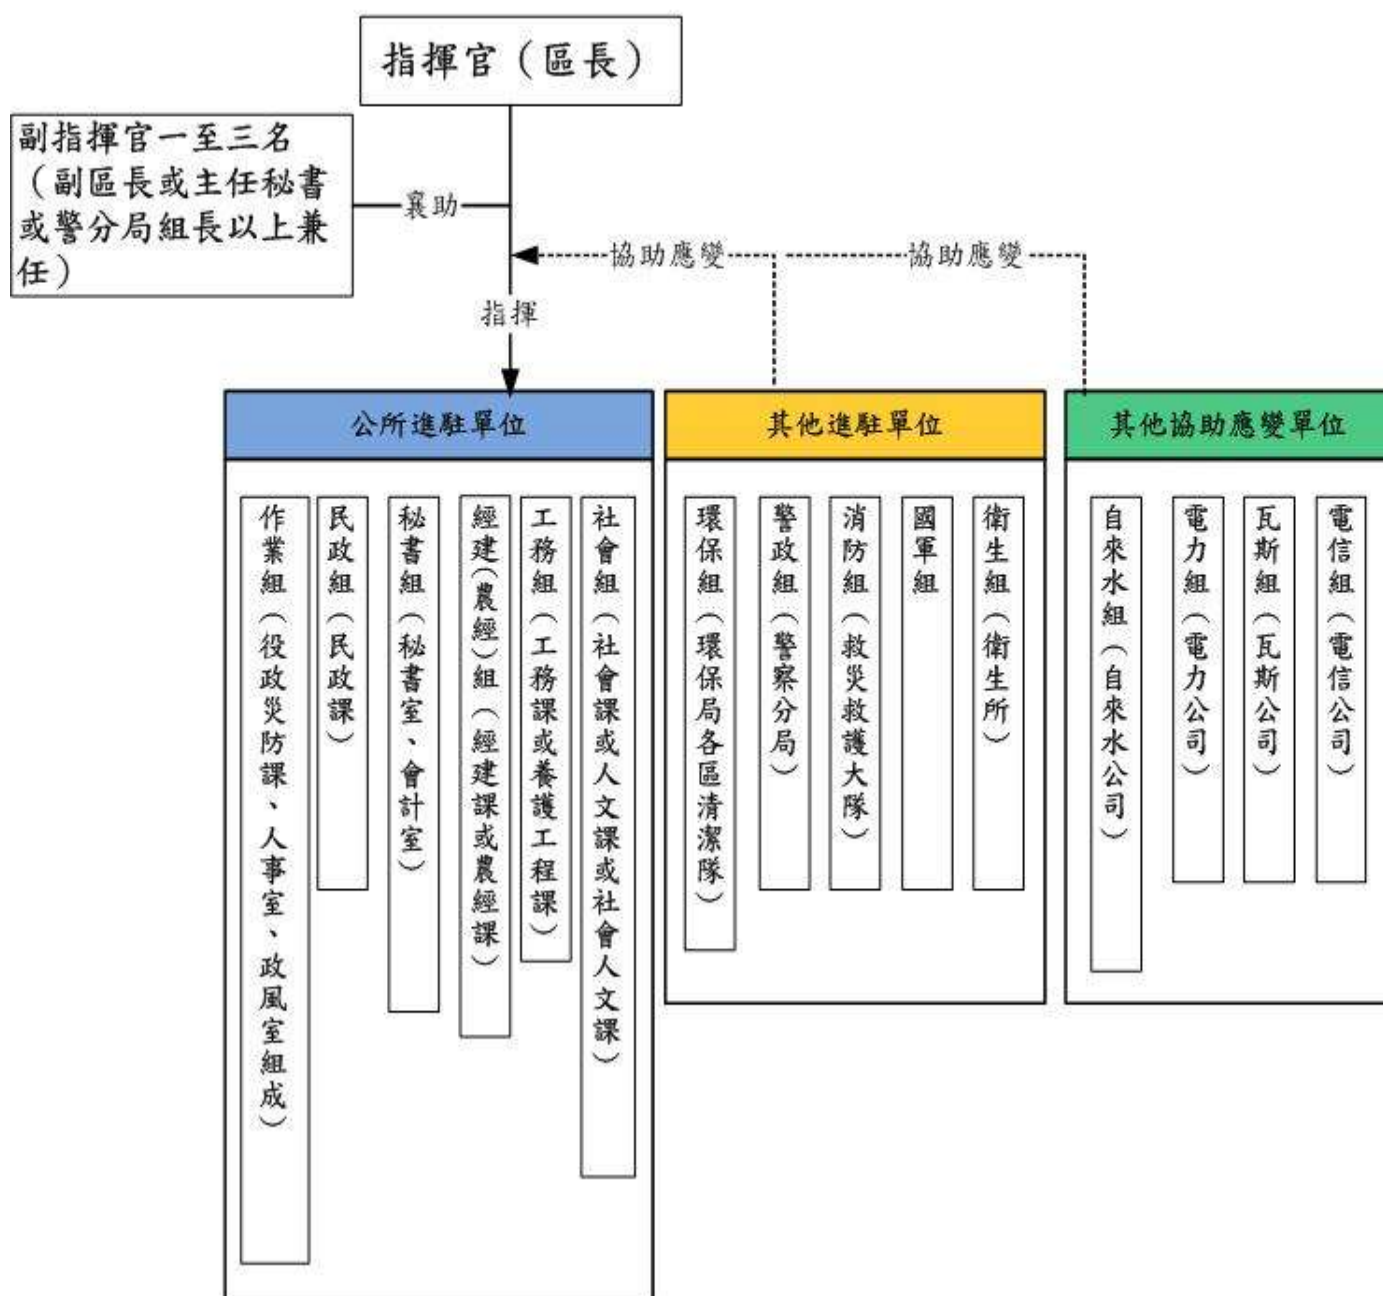 指揮官（區長）
副指揮官一至三名
（副區長或主任秘書
或警分局組長以上兼
任）
襄助
協助應變
協助應變
指揮
公所進駐單位
其他進駐單位
其他協助應變單位
作業組（役政災防課、人事室、政風室組成）
民政組（民政課）
秘書組（秘書室、會計室）
經建（農經）組（經建課或農經課）
工務組（工務課或養護工程課）
社會組（社會課或人文課或社會人文課）
環保組（環保局各區清潔隊）
警政組（警察分局）
消防組（救災救護大隊）
國軍組
衛生組（衛生所）
自來水組（自來水公司）
電力組（電力公司）
瓦斯組（瓦斯公司）
電信組（電信公司）